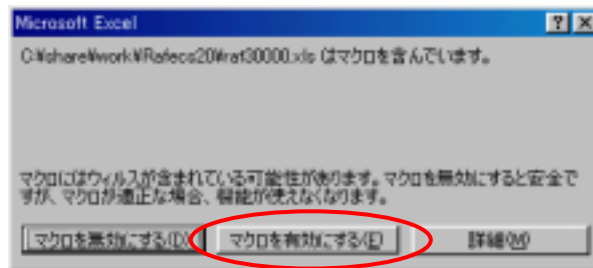 Microsoft Excel
C:¥share¥work¥Rafecs20¥rat30000.xls はマクロを含んでいます。
マクロにはウィルスが含まれている可能性があります。マクロを無効にすると安全で
すが、マクロが適正な場合、機能が使えなくなります。
マクロを無効にする(D) マクロを有効にする(E) 詳細(M)